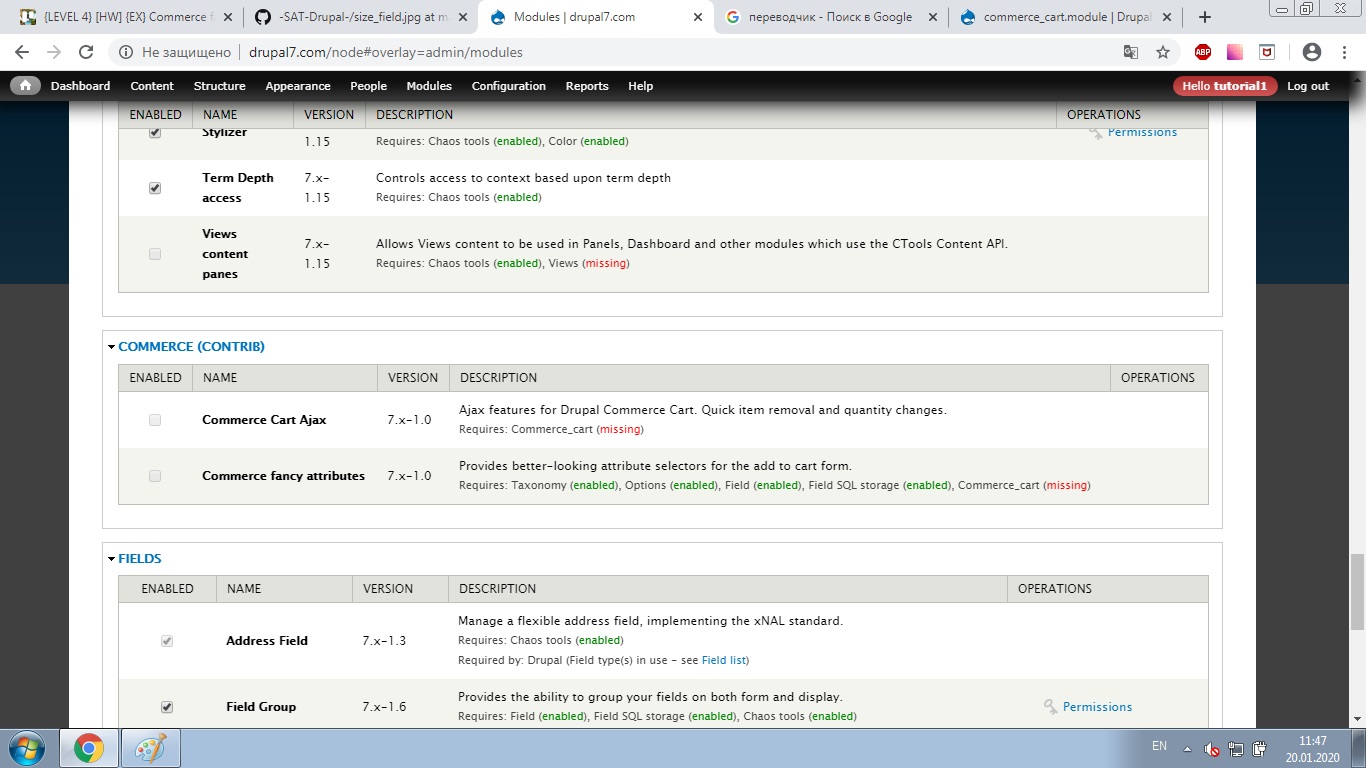 {LEVEL 4} [HW] {EX} Commerce f
-SAT-Drupal-/size_field.jpg at ma
Modules | drupal7.com
переводчик - Поиск в Google
commerce_cart.module | Drupal
Не защищено
drupal7.com/node#overlay=admin/modules
ABP
Dashboard Content Structure Appearance People Modules Configuration Reports Help
Hello tutorial1 Log out
ENABLED NAME VERSION DESCRIPTION OPERATIONS
Stylizer 1.15 Requires: Chaos tools (enabled), Color (enabled) Permissions
Term Depth access 7.x-1.15 Controls access to context based upon term depth
Requires: Chaos tools (enabled)
Views content panes 7.x-1.15 Allows Views content to be used in Panels, Dashboard and other modules which use the CTools Content API.
Requires: Chaos tools (enabled), Views (missing)
COMMERCE (CONTRIB)
ENABLED NAME VERSION DESCRIPTION OPERATIONS
Commerce Cart Ajax 7.x-1.0 Ajax features for Drupal Commerce Cart. Quick item removal and quantity changes.
Requires: Commerce_cart (missing)
Commerce fancy attributes 7.x-1.0 Provides better-looking attribute selectors for the add to cart form.
Requires: Taxonomy (enabled), Options (enabled), Field (enabled), Field SQL storage (enabled), Commerce_cart (missing)
FIELDS
ENABLED NAME VERSION DESCRIPTION OPERATIONS
Address Field 7.x-1.3 Manage a flexible address field, implementing the xNAL standard.
Requires: Chaos tools (enabled)
Required by: Drupal (Field type(s) in use - see Field list)
Field Group 7.x-1.6 Provides the ability to group your fields on both form and display.
Requires: Field (enabled), Field SQL storage (enabled), Chaos tools (enabled)
Permissions
EN
11:47
20.01.2020